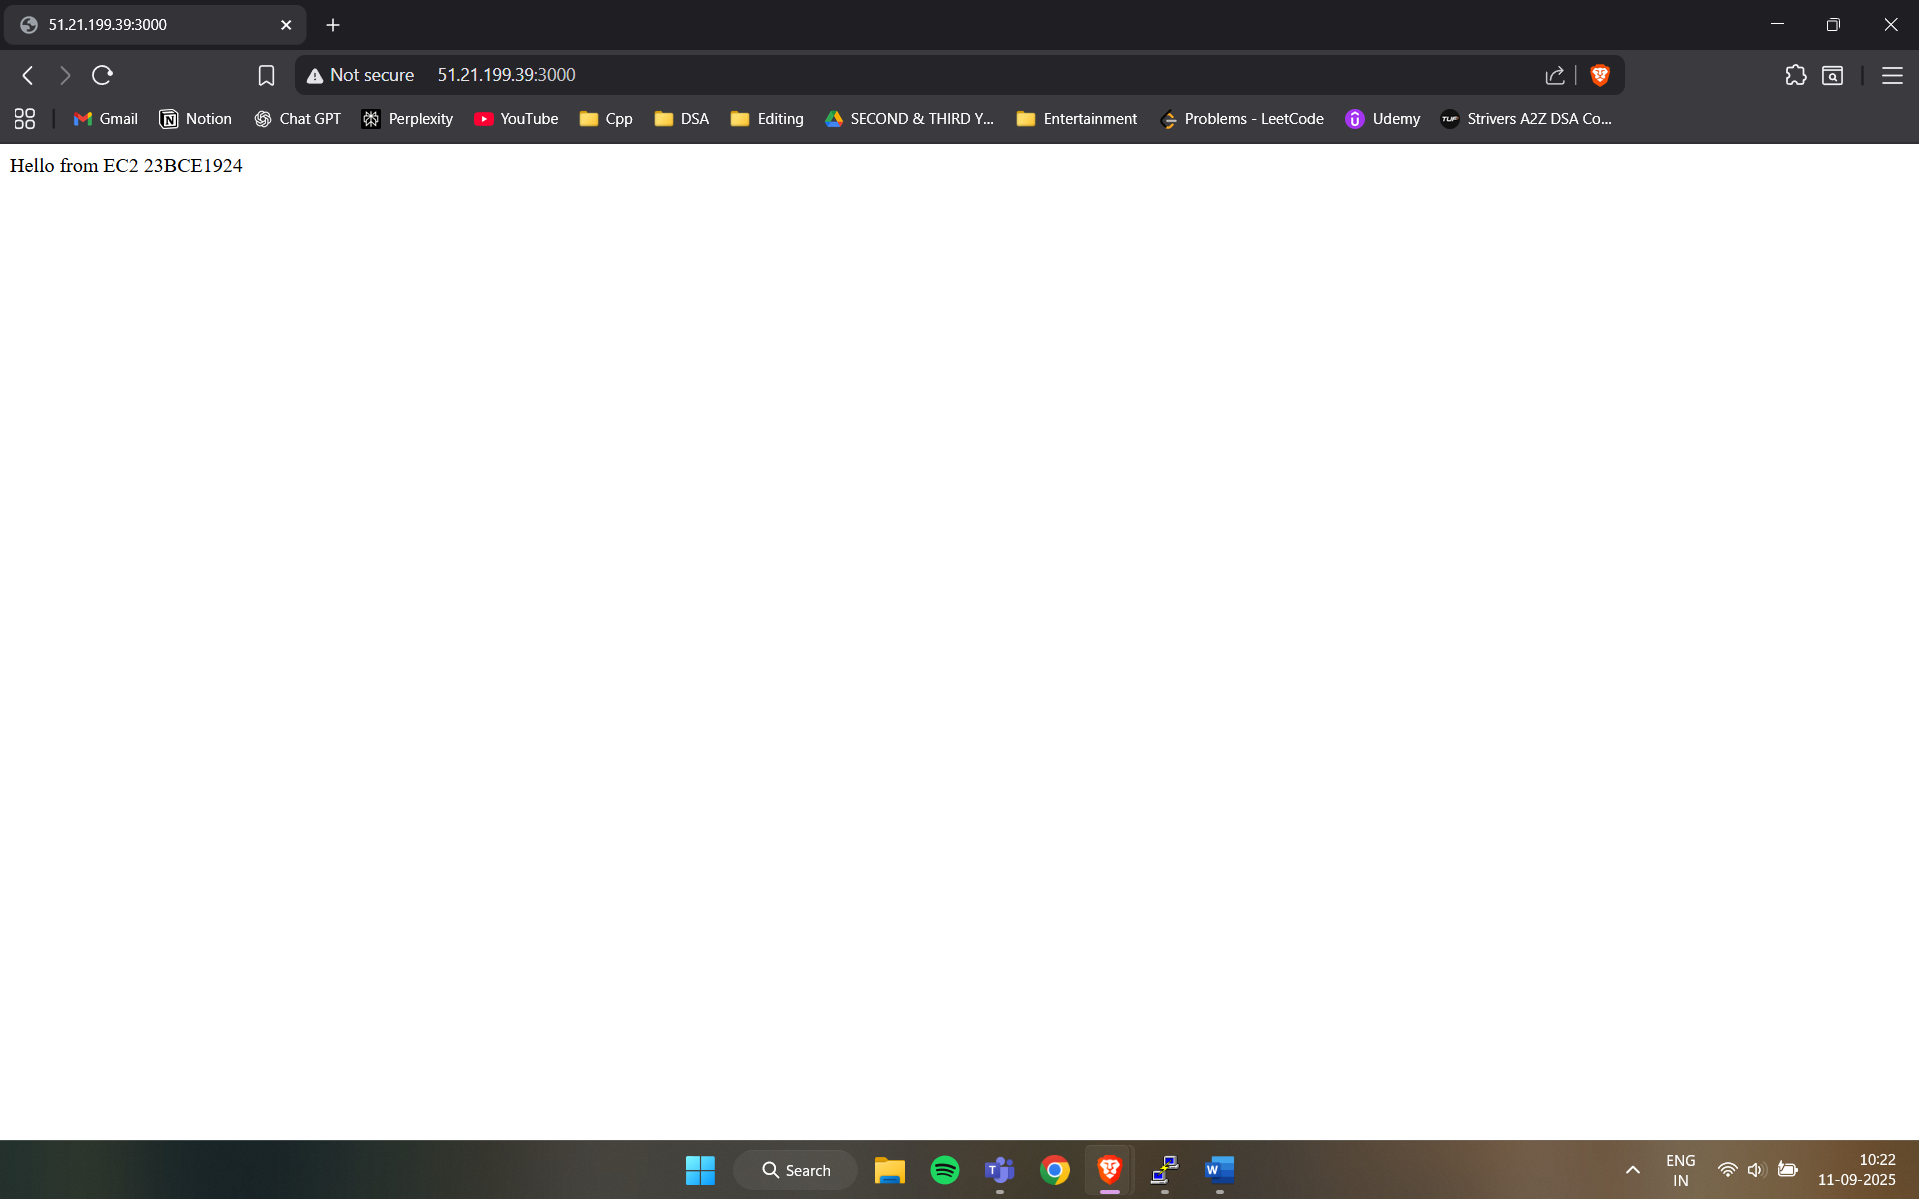 51.21.199.39:3000
Not secure 51.21.199.39:3000
Gmail Notion Chat GPT Perplexity YouTube Cpp DSA Editing SECOND & THIRD Y... Entertainment Problems - LeetCode Udemy TUF Strivers A2Z DSA Co...
Hello from EC2 23BCE1924
Search
ENG
IN
10:22
11-09-2025